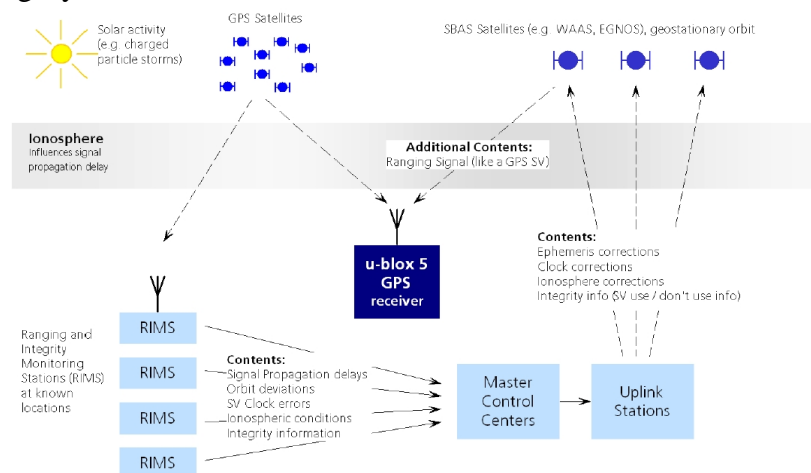 Solar activity
(e.g. charged
particle storms)
GPS Satellites
SBAS Satellites (e.g. WAAS, EGNOS), geostationary orbit
Ionosphere
Influences signal
propagation delay
Additional Contents:
Ranging Signal (like a GPS SV)
u-blox 5
GPS
receiver
Contents:
Ephemeris corrections
Clock corrections
Ionosphere corrections
Integrity info (SV use / don't use info)
Ranging and
Integrity
Monitoring
Stations (RIMS)
at known
locations
RIMS
RIMS
RIMS
RIMS
Contents:
Signal Propagation delays
Orbit deviations
SV Clock errors
Ionospheric conditions
Integrity information
Master
Control
Centers
Uplink
Stations